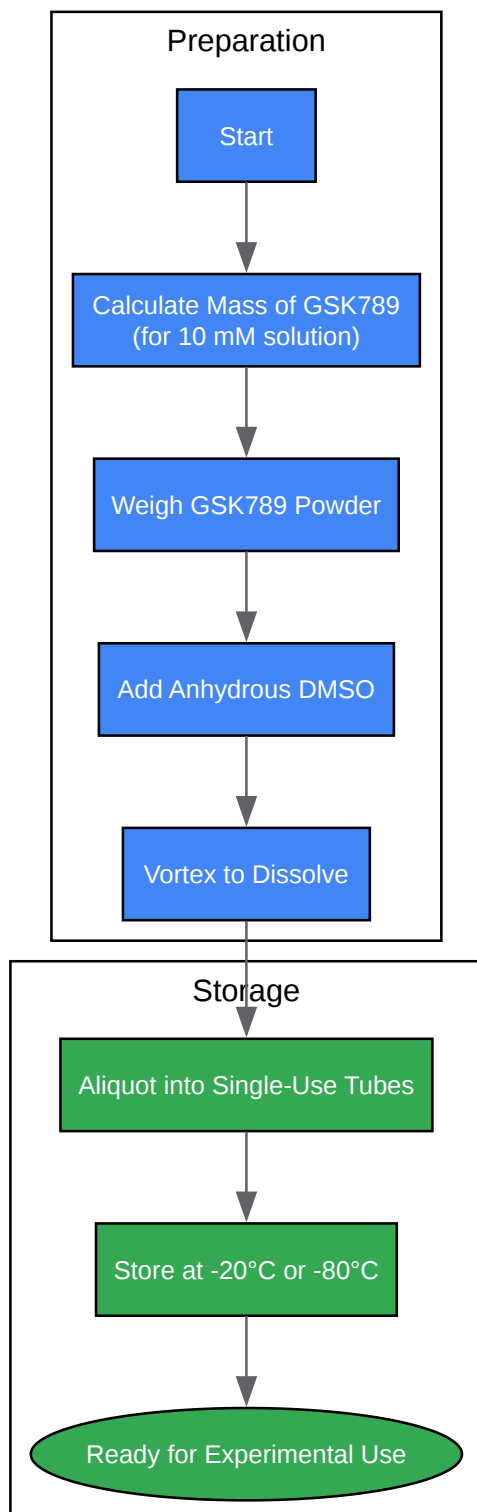 Preparation
Start
Calculate Mass of GSK789
(for 10 mM solution)
Weigh GSK789 Powder
Add Anhydrous DMSO
Vortex to Dissolve
Storage
Aliquot into Single-Use Tubes
Store at -20°C or -80°C
Ready for Experimental Use